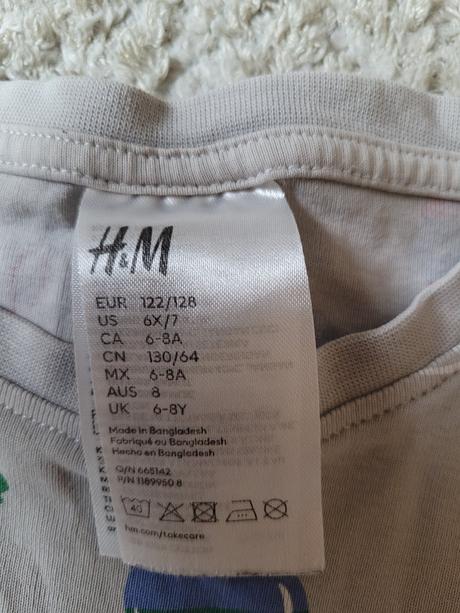 H&M
EUR 122/128
US 6X/7
CA 6-8A
CN 130/64
MX 6-8A
AUS 8
UK 6-8Y
Made in Bangladesh
Fabriqué au Bangladesh
Hecho en Bangladesh
O/N 665142
P/N 1189950 8
40
hm.com/takecare